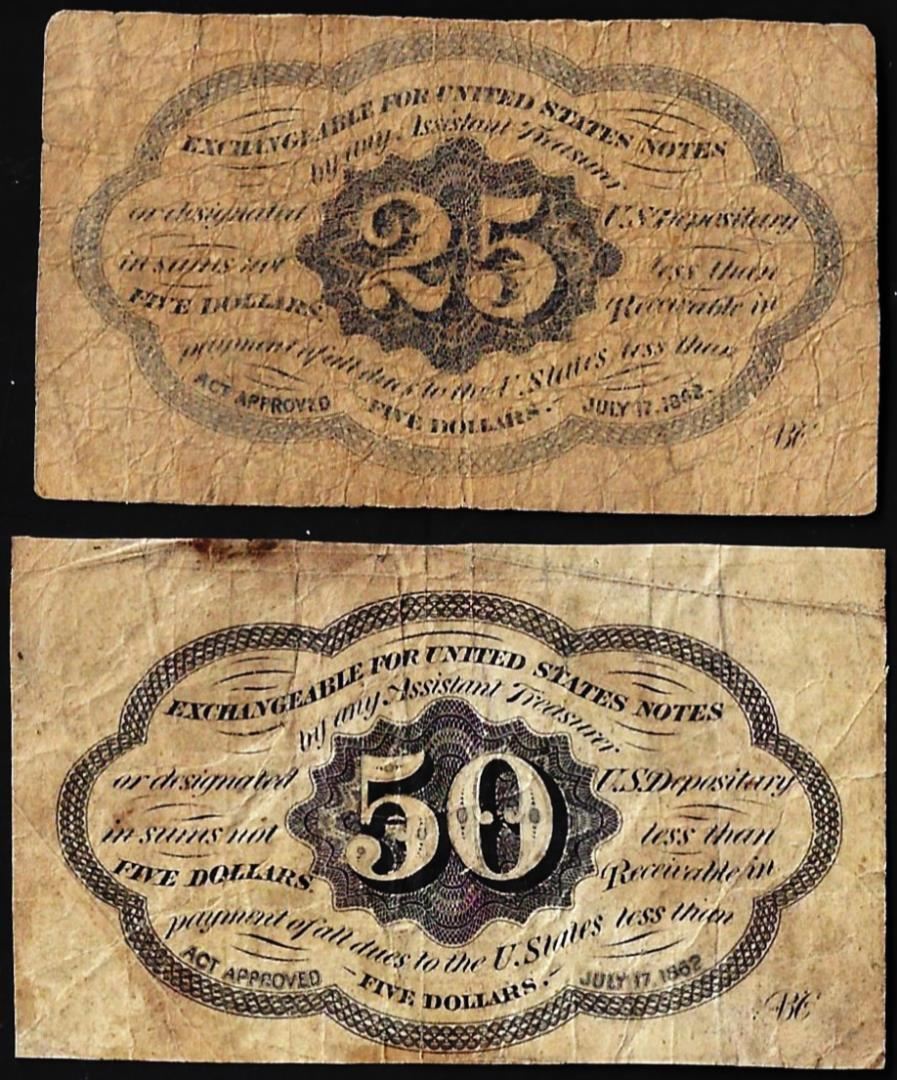 EXCHANGEABLE FOR UNITED STATES NOTES
by any Assistant Treasurer
or designated U.S. Depositary
in sums not less than
FIVE DOLLARS. Receivable in
payment of all dues to the U. States less than
FIVE DOLLARS.
ACT APPROVED JULY 17, 1862.
25
ABC
EXCHANGEABLE FOR UNITED STATES NOTES
by any Assistant Treasurer
or designated U.S. Depositary
in sums not less than
FIVE DOLLARS. Receivable in
payment of all dues to the U. States less than
FIVE DOLLARS.
ACT APPROVED JULY 17, 1862
50
ABC